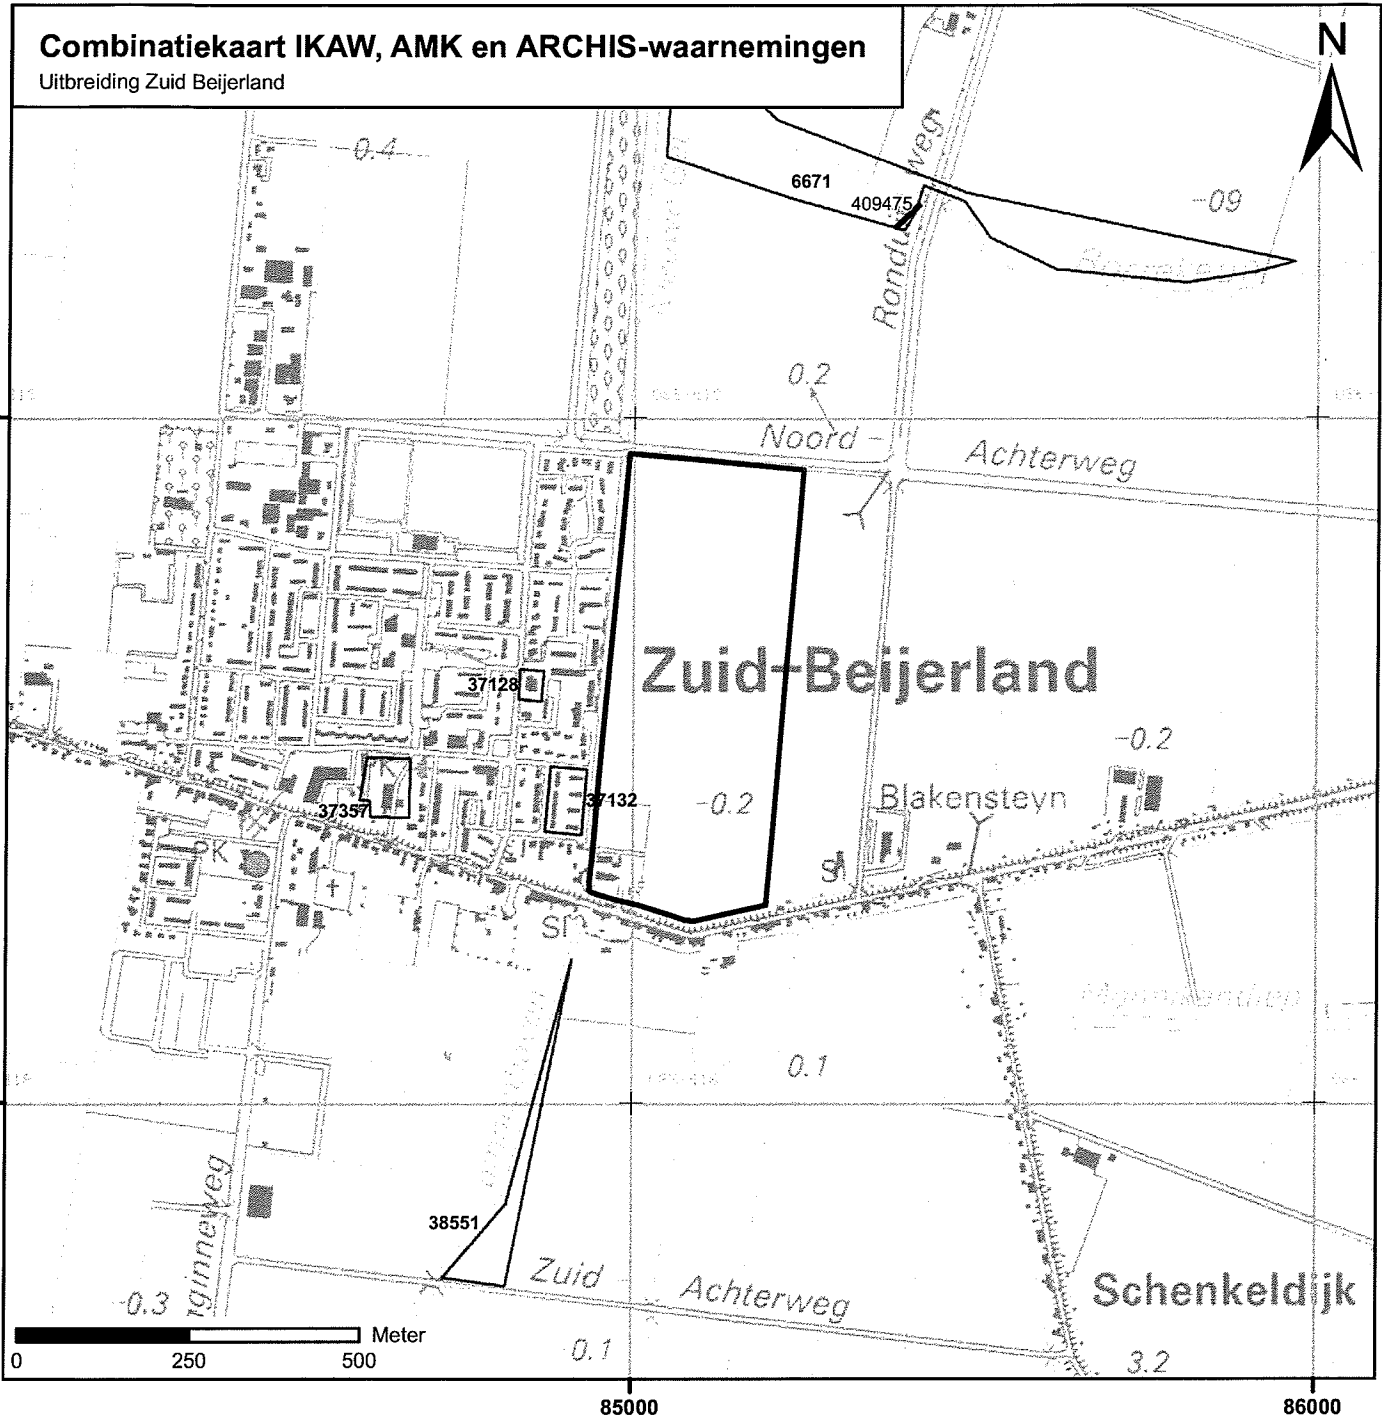 Combinatiekaart IKAW, AMK en ARCHIS-waarnemingen
Uitbreiding Zuid Beijerland
N
-0.4
6671
409475
-09
0.2
Noord -
Achterweg
Zuid-Beijerland
37128
-0.2
37357
37132
-0.2
Blakensteyn
PK
SI
SI
0.1
38551
Zuid
Achterweg
Schenkeldijk
-0.3
Meter
0
250
500
-0.1
3.2
85000
86000